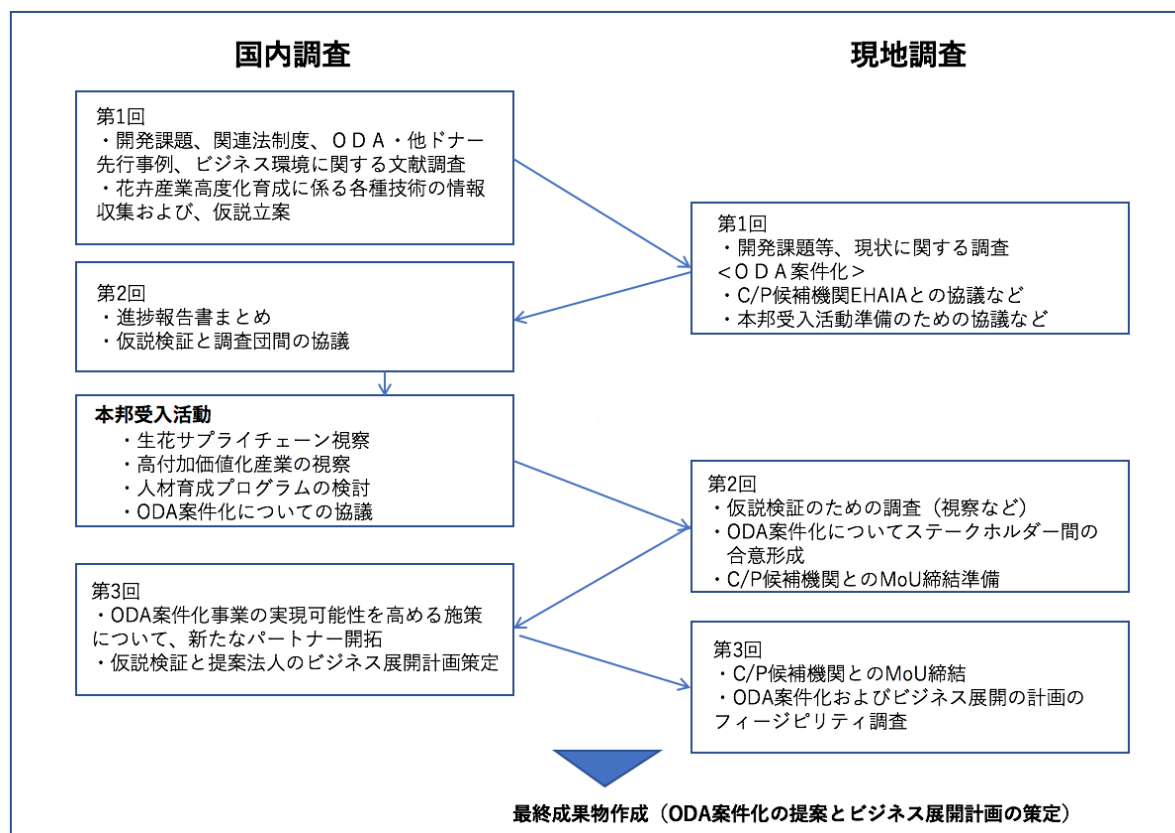 国内調査
現地調査
第1回
・開発課題、関連法制度、ＯＤＡ・他ドナー
先行事例、ビジネス環境に関する文献調査
・花卉産業高度化育成に係る各種技術の情報
収集および、仮説立案
第1回
・開発課題等、現状に関する調査
＜ＯＤＡ案件化＞
・C/P候補機関EHAIAとの協議など
・本邦受入活動準備のための協議など
第2回
・進捗報告書まとめ
・仮説検証と調査団間の協議
本邦受入活動
・生花サプライチェーン視察
・高付加価値化産業の視察
・人材育成プログラムの検討
・ODA案件化についての協議
第2回
・仮説検証のための調査（視察など）
・ODA案件化についてステークホルダー間の
合意形成
・C/P候補機関とのMoU締結準備
第3回
・ODA案件化事業の実現可能性を高める施策
について、新たなパートナー開拓
・仮説検証と提案法人のビジネス展開計画策定
第3回
・C/P候補機関とのMoU締結
・ODA案件化およびビジネス展開の計画の
フィージビリティ調査
最終成果物作成（ODA案件化の提案とビジネス展開計画の策定）